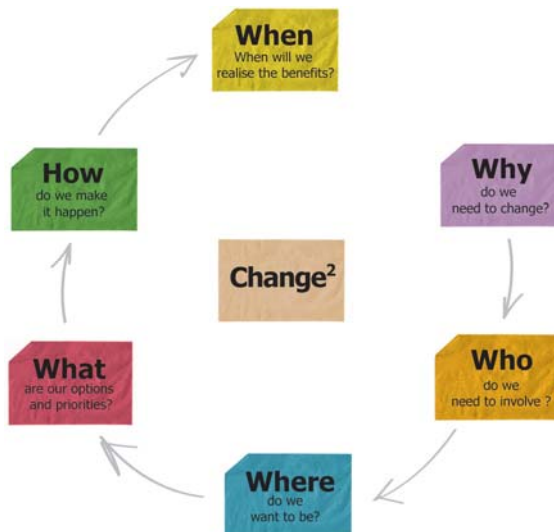 When
When will we
realise the benefits?
How
do we make
it happen?
Why
do we
need to change?
Change²
What
are our options
and priorities?
Who
do we
need to involve ?
Where
do we
want to be?